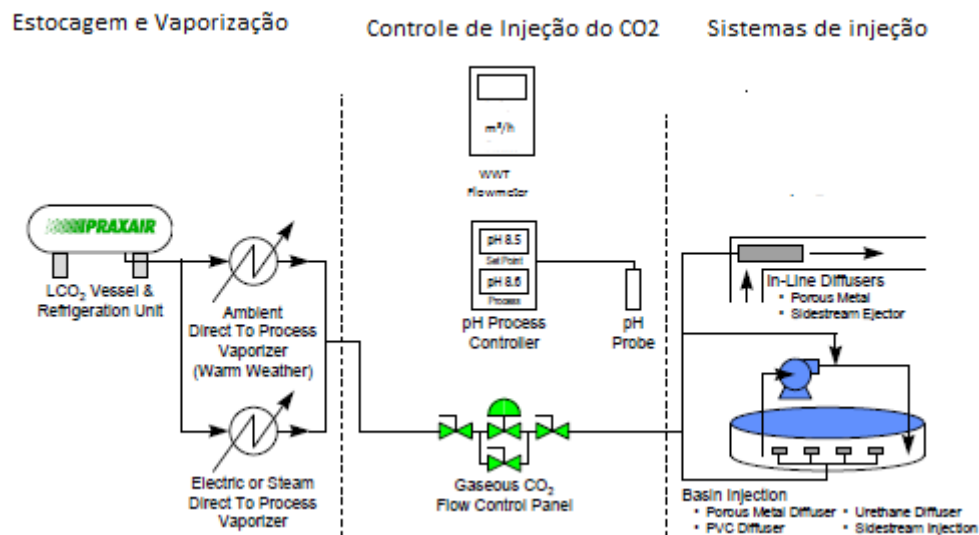 Estocagem e Vaporização
Controle de Injeção do CO2
Sistemas de injeção
m³/h
WWT
Flowmeter
PRAXAIR
LCO₂ Vessel &
Refrigeration Unit
Ambient
Direct To Process
Vaporizer
(Warm Weather)
Electric or Steam
Direct To Process
Vaporizer
pH 8.5
Set Point
pH 8.6
Process
pH Process
Controller
pH
Probe
Gaseous CO₂
Flow Control Panel
In-Line Diffusers
• Porous Metal
• Sidestream Ejector
Basin Injection
• Porous Metal Diffuser • Urethane Diffuser
• PVC Diffuser • Sidestream Injection